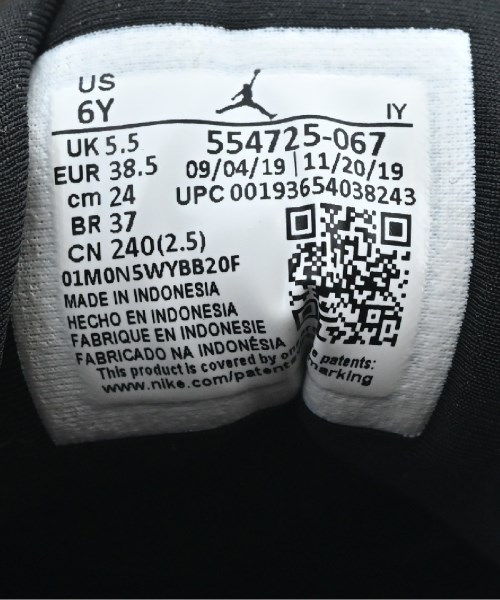 US
6Y
IY
UK 5.5
554725-067
EUR 38.5
09/04/19 | 11/20/19
cm 24
UPC 00193654038243
BR 37
CN 240(2.5)
01M0N5WYBB20F
MADE IN INDONESIA
HECHO EN INDONESIA
FABRIQUE EN INDONESIE
FABRICADO NA INDONÉSIA
This product is covered by one patents:
www.nike.com/patent marking